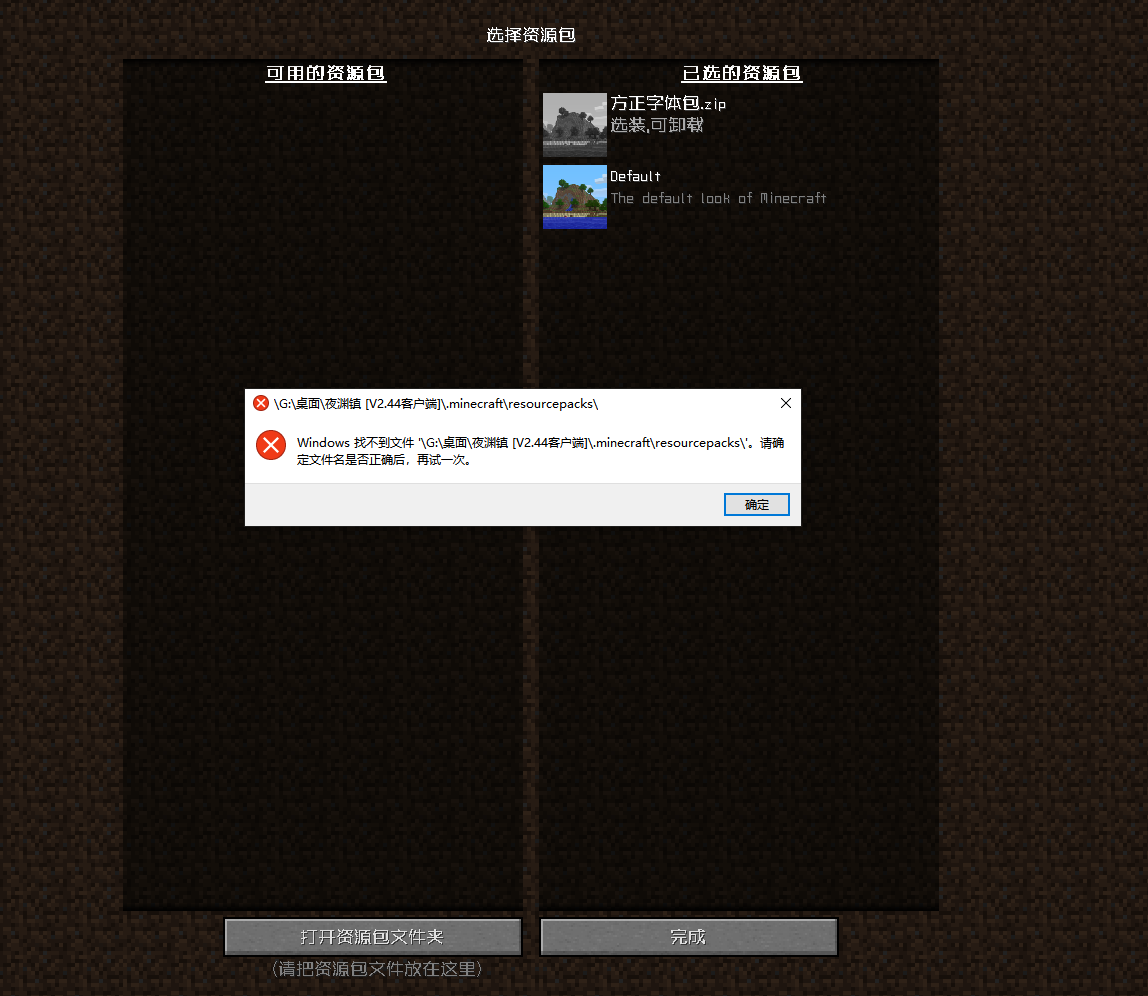 选择资源包
可用的资源包
已选的资源包
方正字体包.zip
选装,可卸载
Default
The default look of Minecraft
\G:\桌面\夜渊镇 [V2.44客户端]\.minecraft\resourcepacks\
Windows 找不到文件 '\G:\桌面\夜渊镇 [V2.44客户端]\.minecraft\resourcepacks\'。请确
定文件名是否正确后，再试一次。
确定
打开资源包文件夹
完成
(请把资源包文件放在这里)